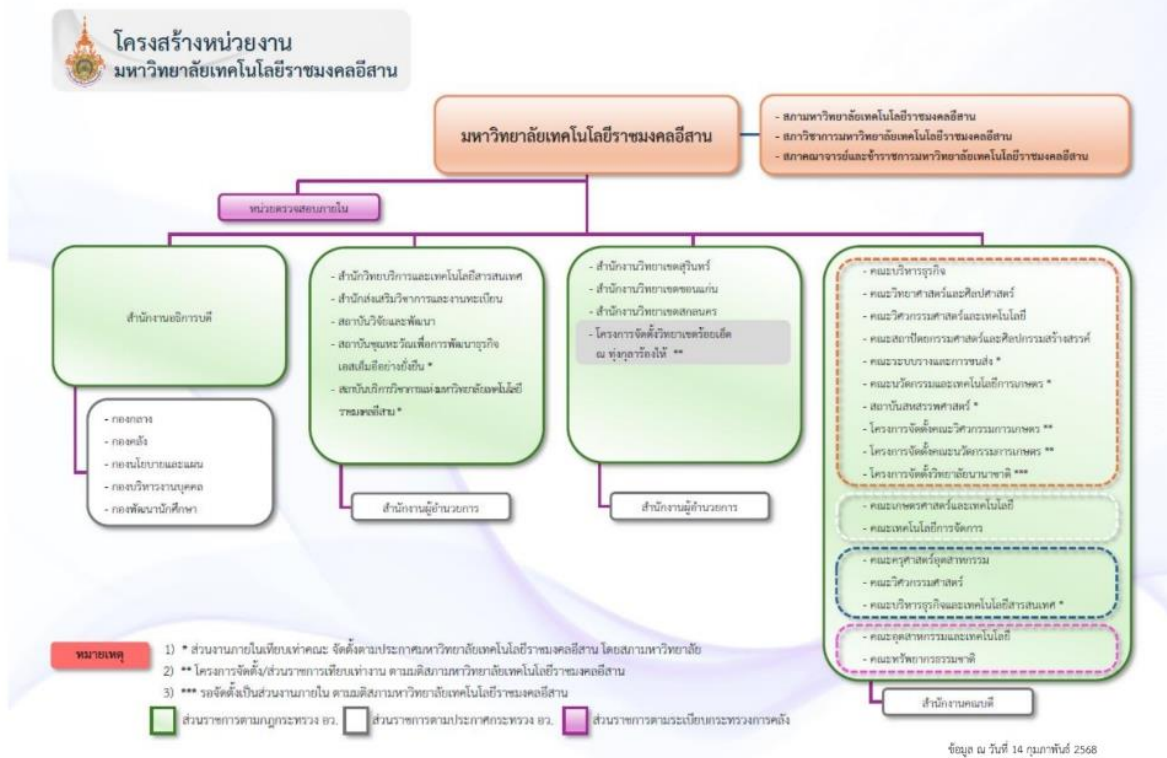 โครงสร้างหน่วยงาน
มหาวิทยาลัยเทคโนโลยีราชมงคลอีสาน
มหาวิทยาลัยเทคโนโลยีราชมงคลอีสาน
- สภามหาวิทยาลัยเทคโนโลยีราชมงคลอีสาน
- สภาวิชาการมหาวิทยาลัยเทคโนโลยีราชมงคลอีสาน
- สภาคณาจารย์และข้าราชการมหาวิทยาลัยเทคโนโลยีราชมงคลอีสาน
หน่วยตรวจสอบภายใน
สำนักงานอธิการบดี
- กองกลาง
- กองคลัง
- กองนโยบายและแผน
- กองบริหารงานบุคคล
- กองพัฒนานักศึกษา
- สำนักวิทยบริการและเทคโนโลยีสารสนเทศ
- สำนักส่งเสริมวิชาการและงานทะเบียน
- สถาบันวิจัยและพัฒนา
- สถาบันชุณหะวัณเพื่อการพัฒนาธุรกิจ
เอสเอ็มอีอย่างยั่งยืน *
- สถาบันบริการวิชาการแห่งมหาวิทยาลัยเทคโนโลยี
ราชมงคลอีสาน *
สำนักงานผู้อำนวยการ
- สำนักงานวิทยาเขตสุรินทร์
- สำนักงานวิทยาเขตขอนแก่น
- สำนักงานวิทยาเขตสกลนคร
- โครงการจัดตั้งวิทยาเขตร้อยเอ็ด
ณ ทุ่งกุลาร้องไห้ **
สำนักงานผู้อำนวยการ
- คณะบริหารธุรกิจ
- คณะวิทยาศาสตร์และศิลปศาสตร์
- คณะวิศวกรรมศาสตร์และเทคโนโลยี
- คณะสถาปัตยกรรมศาสตร์และศิลปกรรมสร้างสรรค์
- คณะระบบรางและการขนส่ง *
- คณะนวัตกรรมและเทคโนโลยีการเกษตร *
- สถาบันสหสรรพศาสตร์ *
- โครงการจัดตั้งคณะวิศวกรรมการเกษตร **
- โครงการจัดตั้งคณะนวัตกรรมการเกษตร **
- โครงการจัดตั้งวิทยาลัยนานาชาติ ***
- คณะเกษตรศาสตร์และเทคโนโลยี
- คณะเทคโนโลยีการจัดการ
- คณะครุศาสตร์อุตสาหกรรม
- คณะวิศวกรรมศาสตร์
- คณะบริหารธุรกิจและเทคโนโลยีสารสนเทศ *
- คณะอุตสาหกรรมและเทคโนโลยี
- คณะทรัพยากรธรรมชาติ
สำนักงานคณบดี
หมายเหตุ
1) * ส่วนงานภายในเทียบเท่าคณะ จัดตั้งตามประกาศมหาวิทยาลัยเทคโนโลยีราชมงคลอีสาน โดยสภามหาวิทยาลัย
2) ** โครงการจัดตั้ง/ส่วนราชการเทียบเท่างาน ตามมติสภามหาวิทยาลัยเทคโนโลยีราชมงคลอีสาน
3) *** รอจัดตั้งเป็นส่วนงานภายใน ตามมติสภามหาวิทยาลัยเทคโนโลยีราชมงคลอีสาน
ส่วนราชการตามกฎกระทรวง อว.
ส่วนราชการตามประกาศกระทรวง อว.
ส่วนราชการตามระเบียบกระทรวงการคลัง
ข้อมูล ณ วันที่ 14 กุมภาพันธ์ 2568